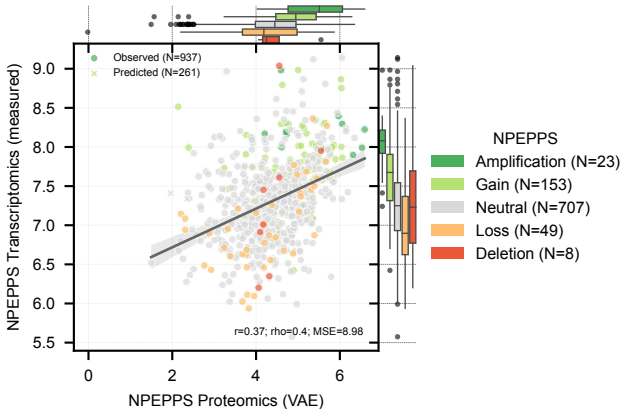 Observed (N=937)
Predicted (N=261)
NPEPPS Transcriptomics (measured)
9.0
8.5
8.0
7.5
7.0
6.5
6.0
5.5
r=0.37; rho=0.4; MSE=8.98
0
2
4
6
NPEPPS Proteomics (VAE)
NPEPPS
Amplification (N=23)
Gain (N=153)
Neutral (N=707)
Loss (N=49)
Deletion (N=8)